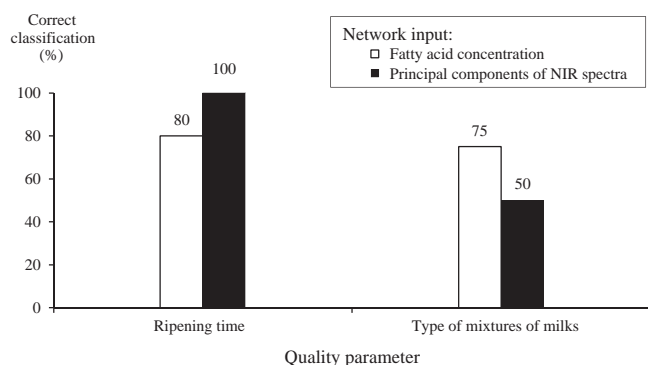 Correct
classification
(%)
Network input:
Fatty acid concentration
Principal components of NIR spectra
100
80
60
40
20
0
80
100
75
50
Ripening time
Type of mixtures of milks
Quality parameter